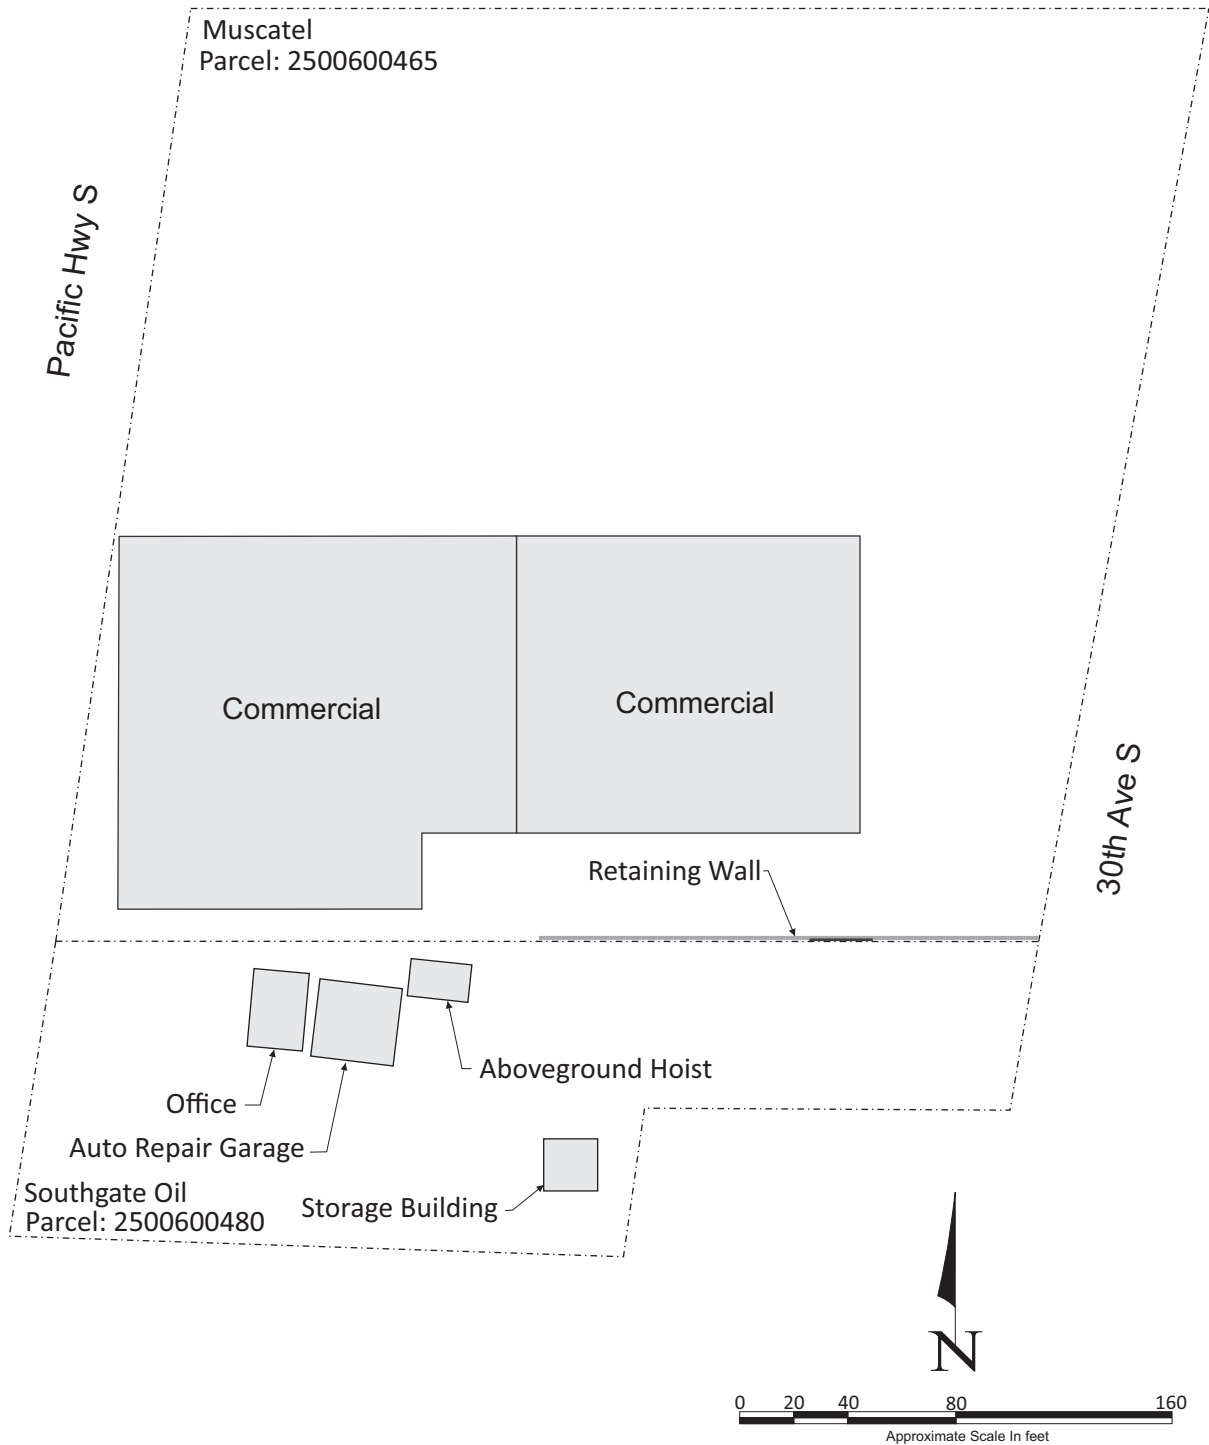 Muscatel
Parcel: 2500600465
Pacific Hwy S
Commercial
Commercial
30th Ave S
Retaining Wall
Aboveground Hoist
Office
Auto Repair Garage
Storage Building
Southgate Oil
Parcel: 2500600480
N
0 20 40 80 160
Approximate Scale In feet